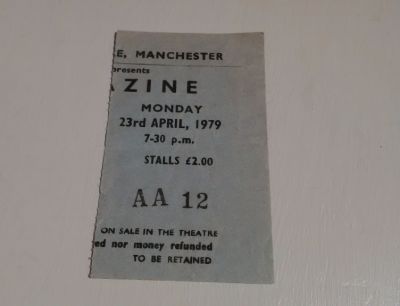 E, MANCHESTER
presents
AZINE
MONDAY
23rd APRIL, 1979
7-30 p.m.
STALLS £2.00
AA 12
ON SALE IN THE THEATRE
ed nor money refunded
TO BE RETAINED